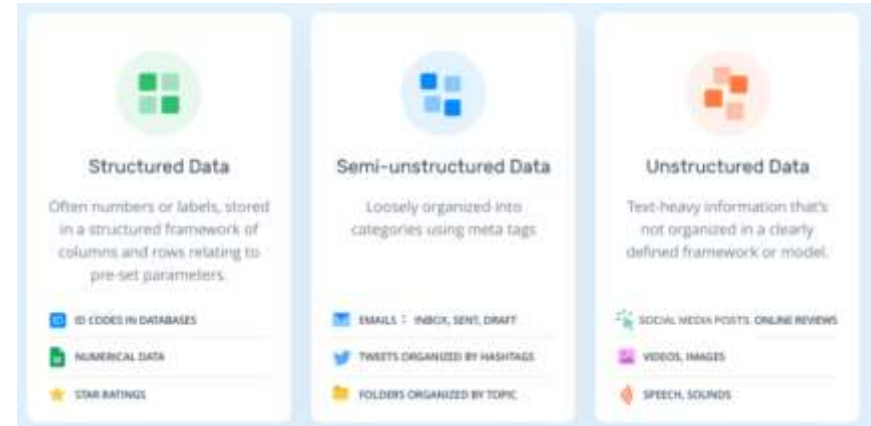 Structured Data
Often numbers or labels, stored
in a structured framework of
columns and rows relating to
pre-set parameters.
ID CODES IN DATABASES
NUMERICAL DATA
STAR RATINGS
Semi-unstructured Data
Loosely organized into
categories using meta tags
EMAILS : INBOX, SENT, DRAFT
TWEETS ORGANIZED BY HASHTAGS
FOLDERS ORGANIZED BY TOPIC
Unstructured Data
Text-heavy information that's
not organized in a clearly
defined framework or model.
SOCIAL MEDIA POSTS, ONLINE REVIEWS
VIDEOS, IMAGES
SPEECH, SOUNDS